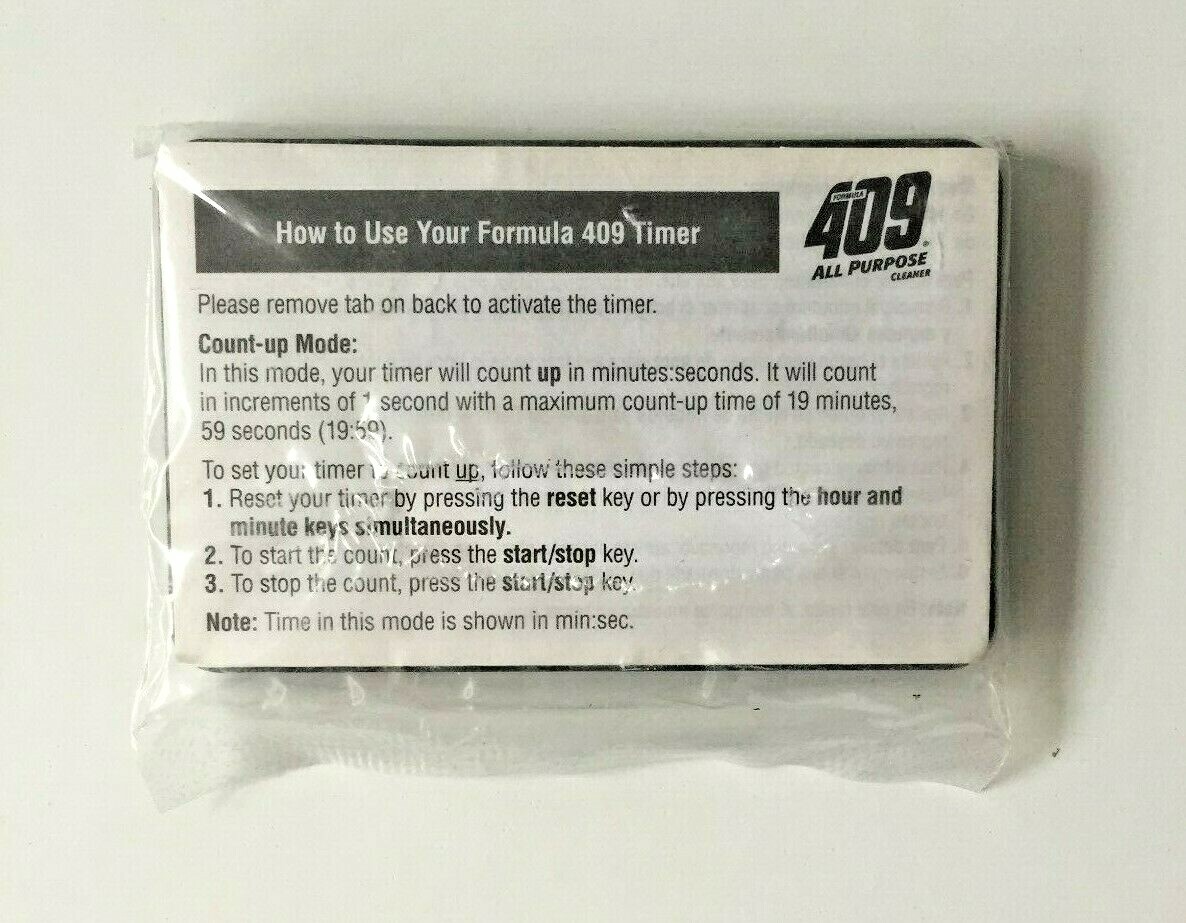 How to Use Your Formula 409 Timer
FORMULA
409®
ALL PURPOSE
CLEANER
Please remove tab on back to activate the timer.
Count-up Mode:
In this mode, your timer will count up in minutes:seconds. It will count
in increments of 1 second with a maximum count-up time of 19 minutes,
59 seconds (19:59).
To set your timer to count up, follow these simple steps:
1. Reset your timer by pressing the reset key or by pressing the hour and
minute keys simultaneously.
2. To start the count, press the start/stop key.
3. To stop the count, press the start/stop key.
Note: Time in this mode is shown in min:sec.